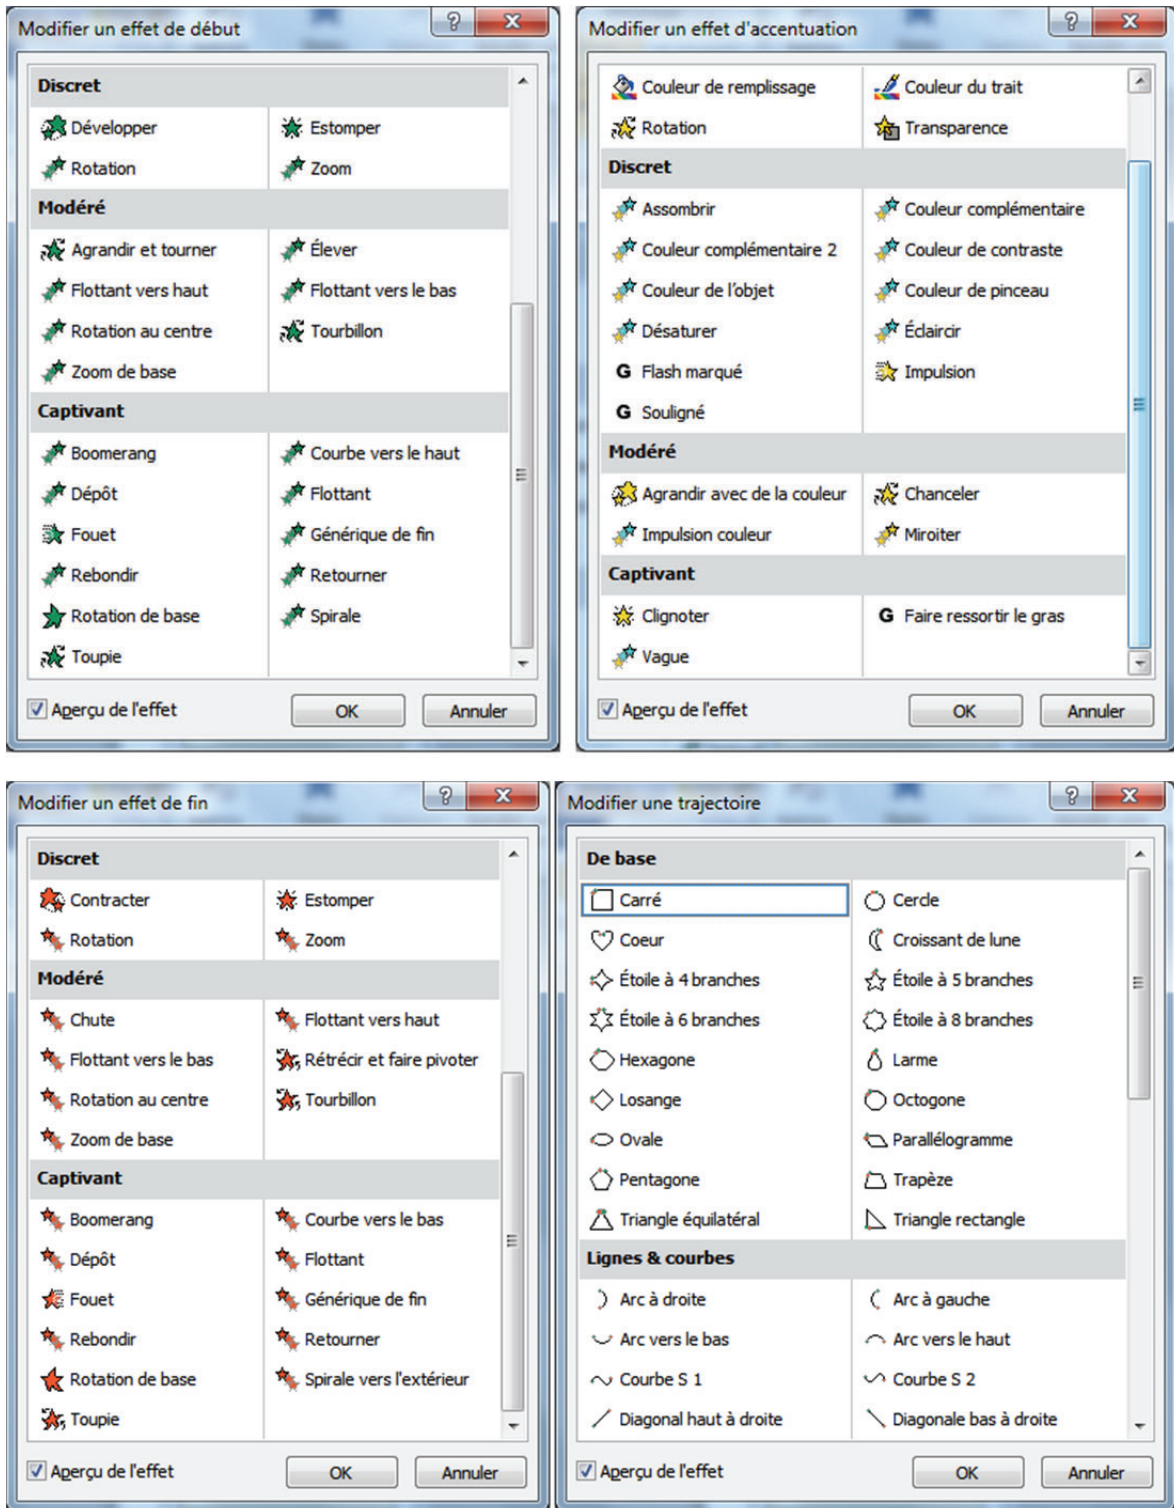 Modifier un effet de début
Discret
Développer
Estomper
Rotation
Zoom
Modéré
Agrandir et tourner
Élever
Flottant vers haut
Flottant vers le bas
Rotation au centre
Tourbillon
Zoom de base
Captivant
Boomerang
Courbe vers le haut
Dépôt
Flottant
Fouet
Générique de fin
Rebondir
Retourner
Rotation de base
Spirale
Toupie
Aperçu de l'effet
OK
Annuler
Modifier un effet d'accentuation
Couleur de remplissage
Couleur du trait
Rotation
Transparence
Discret
Assombrir
Couleur complémentaire
Couleur complémentaire 2
Couleur de contraste
Couleur de l'objet
Couleur de pinceau
Désaturer
Éclaircir
G Flash marqué
Impulsion
G Souligné
Modéré
Agrandir avec de la couleur
Chanceler
Impulsion couleur
Miroiter
Captivant
Clignoter
G Faire ressortir le gras
Vague
Aperçu de l'effet
OK
Annuler
Modifier un effet de fin
Discret
Contracter
Estomper
Rotation
Zoom
Modéré
Chute
Flottant vers haut
Flottant vers le bas
Rétrécir et faire pivoter
Rotation au centre
Tourbillon
Zoom de base
Captivant
Boomerang
Courbe vers le bas
Dépôt
Flottant
Fouet
Générique de fin
Rebondir
Retourner
Rotation de base
Spirale vers l'extérieur
Toupie
Aperçu de l'effet
OK
Annuler
Modifier une trajectoire
De base
Carré
Cercle
Coeur
Croissant de lune
Étoile à 4 branches
Étoile à 5 branches
Étoile à 6 branches
Étoile à 8 branches
Hexagone
Larme
Losange
Octogone
Ovale
Parallélogramme
Pentagone
Trapèze
Triangle équilatéral
Triangle rectangle
Lignes & courbes
Arc à droite
Arc à gauche
Arc vers le bas
Arc vers le haut
Courbe S 1
Courbe S 2
Diagonal haut à droite
Diagonale bas à droite
Aperçu de l'effet
OK
Annuler